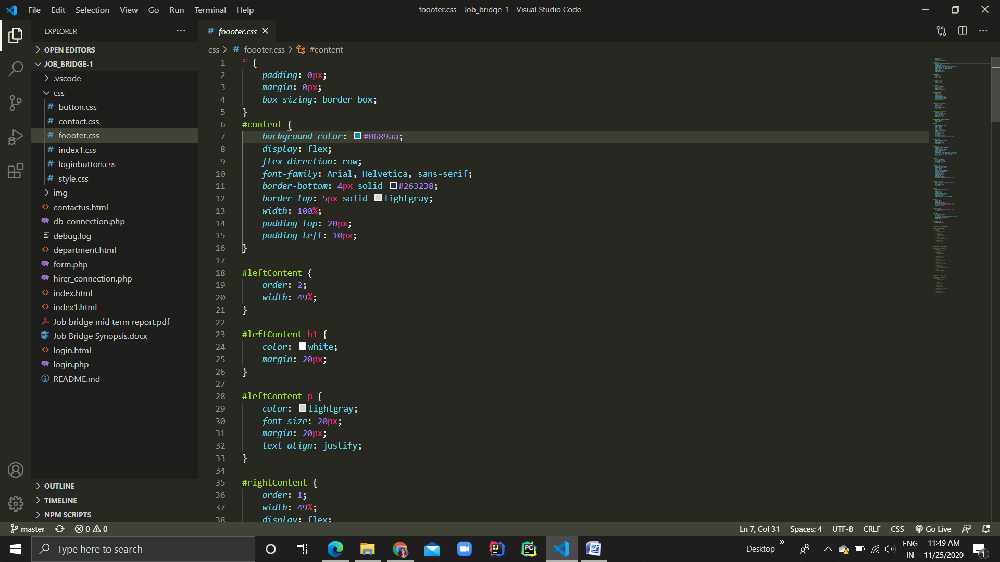 File Edit Selection View Go Run Terminal Help
foooter.css - Job_bridge-1 - Visual Studio Code
EXPLORER
OPEN EDITORS
JOB_BRIDGE-1
.vscode
css
# button.css
# contact.css
# foooter.css
# index1.css
# loginbutton.css
# style.css
img
<> contactus.html
db_connection.php
debug.log
<> department.html
form.php
hirer_connection.php
<> index.html
<> index1.html
Job bridge mid term report.pdf
Job Bridge Synopsis.docx
<> login.html
login.php
README.md
OUTLINE
TIMELINE
NPM SCRIPTS
# foooter.css
css > # foooter.css > #content
1 * {
2 padding: 0px;
3 margin: 0px;
4 box-sizing: border-box;
5 }
6 #content {
7 background-color: #0689aa;
8 display: flex;
9 flex-direction: row;
10 font-family: Arial, Helvetica, sans-serif;
11 border-bottom: 4px solid #263238;
12 border-top: 5px solid lightgray;
13 width: 100%;
14 padding-top: 20px;
15 padding-left: 10px;
16 }
17
18 #leftContent {
19 order: 2;
20 width: 49%;
21 }
22
23 #leftContent h1 {
24 color: white;
25 margin: 20px;
26 }
27
28 #leftContent p {
29 color: lightgray;
30 font-size: 20px;
31 margin: 20px;
32 text-align: justify;
33 }
34
35 #rightContent {
36 order: 1;
37 width: 49%;
38 display: flex;
master 0 0
Ln 7, Col 31 Spaces: 4 UTF-8 CRLF CSS Go Live
Type here to search
Desktop
ENG
IN
11:49 AM
11/25/2020
1